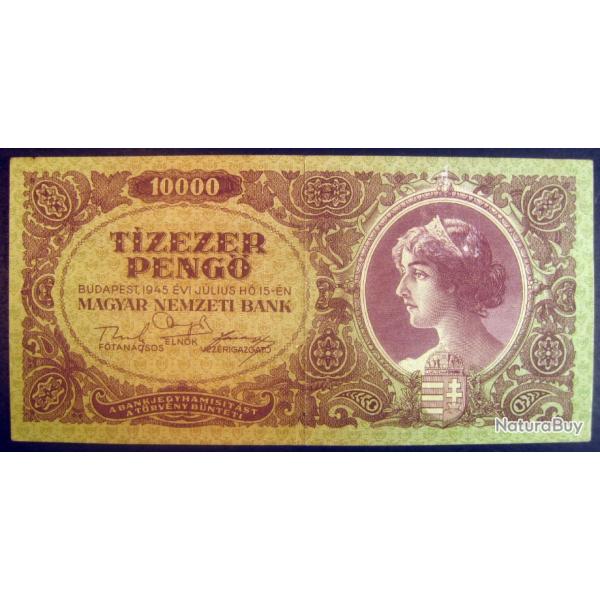 10000
TÍZEZER
PENGŐ
BUDAPEST, 1945 ÉVI JÚLIUS HÓ 15-ÉN
MAGYAR NEMZETI BANK
FŐTANÁCSOS ELNÖK VEZÉRIGAZGATÓ
A BANKJEGYHAMISÍTÁST
A TÖRVÉNY BÜNTETI
NaturaBuy